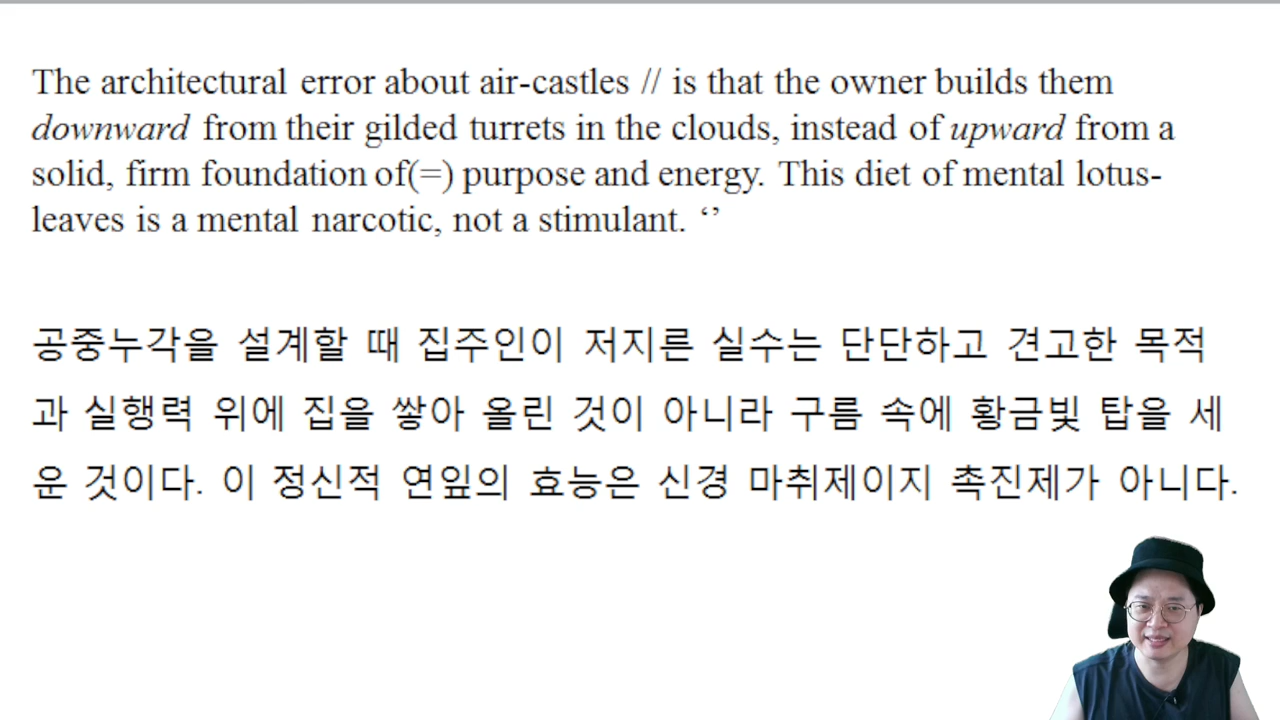 The architectural error about air-castles // is that the owner builds them
downward from their gilded turrets in the clouds, instead of upward from a
solid, firm foundation of(=) purpose and energy. This diet of mental lotus-
leaves is a mental narcotic, not a stimulant. ‘’
공중누각을 설계할 때 집주인이 저지른 실수는 단단하고 견고한 목적
과 실행력 위에 집을 쌓아 올린 것이 아니라 구름 속에 황금빛 탑을 세
운 것이다. 이 정신적 연잎의 효능은 신경 마취제이지 촉진제가 아니다.